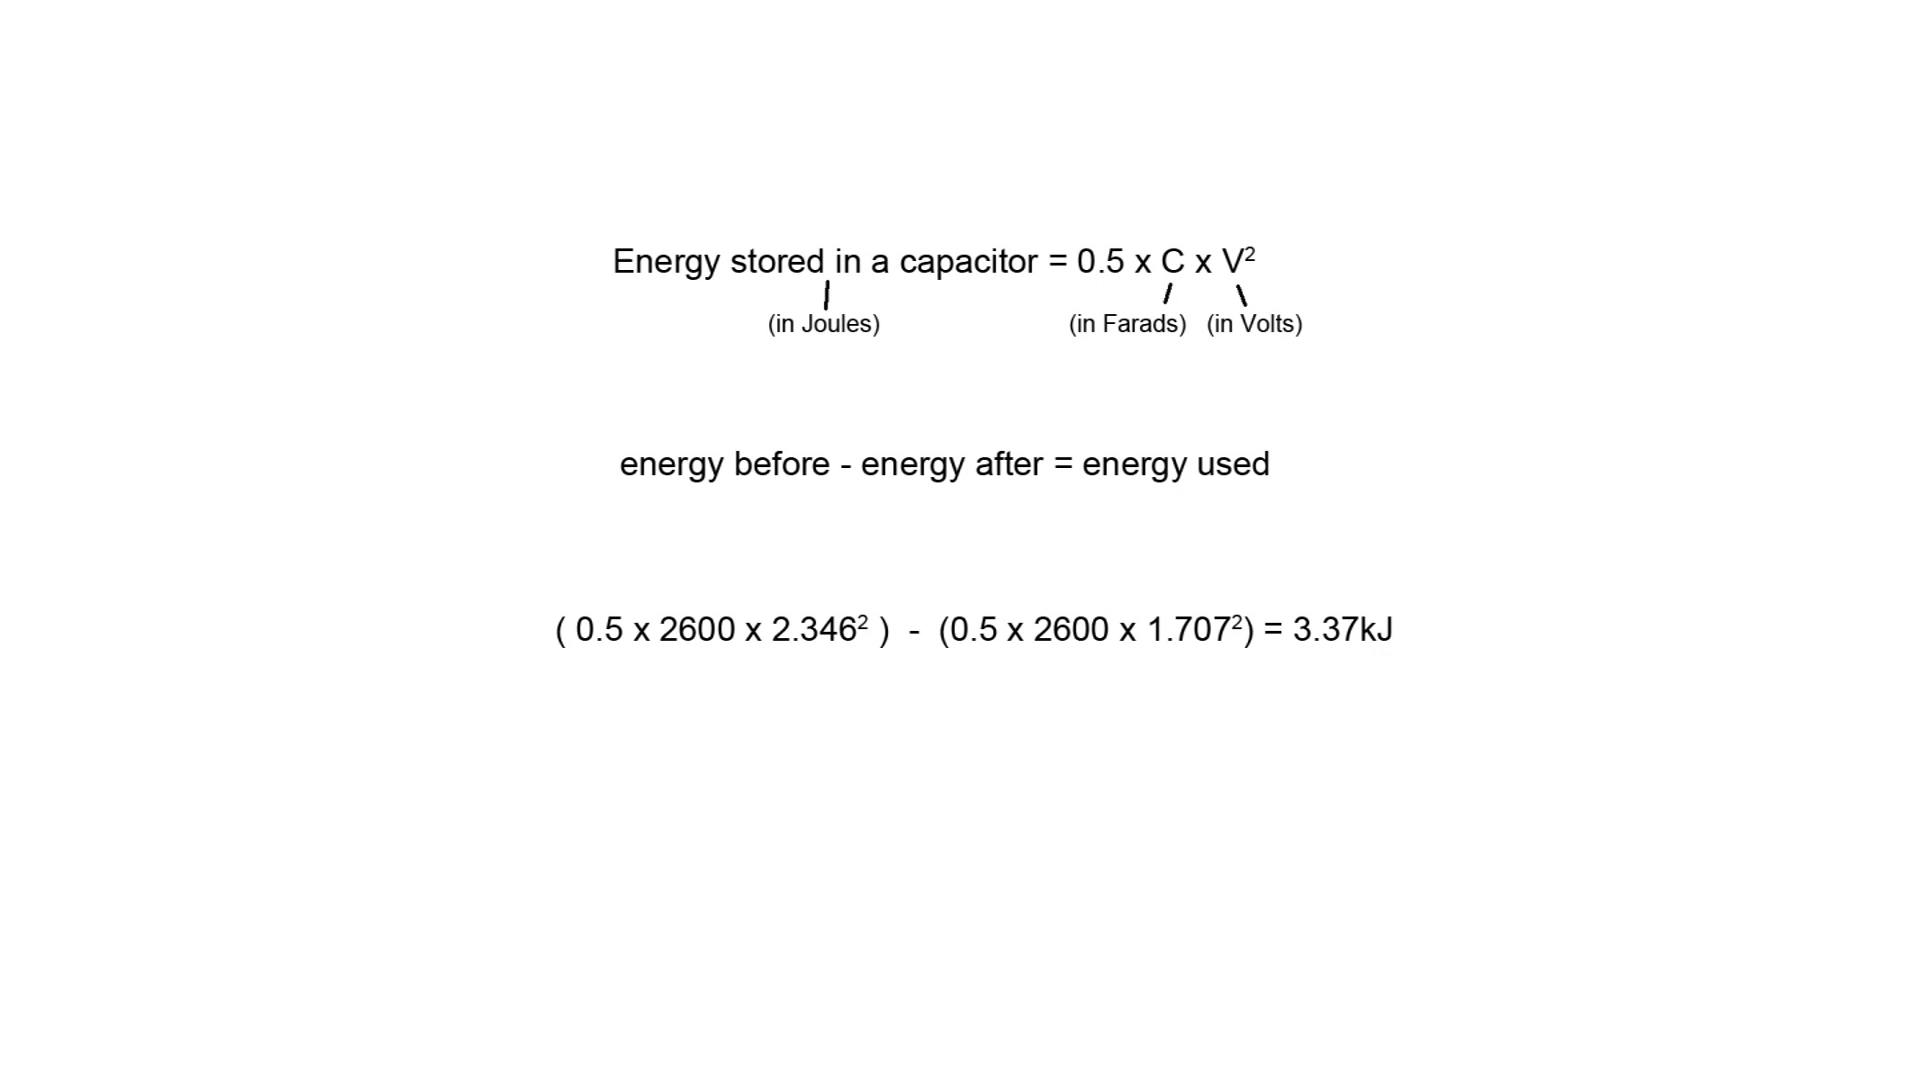 Energy stored in a capacitor = 0.5 x C x V²
(in Joules) (in Farads) (in Volts)
energy before - energy after = energy used
( 0.5 x 2600 x 2.346² ) - (0.5 x 2600 x 1.707²) = 3.37kJ